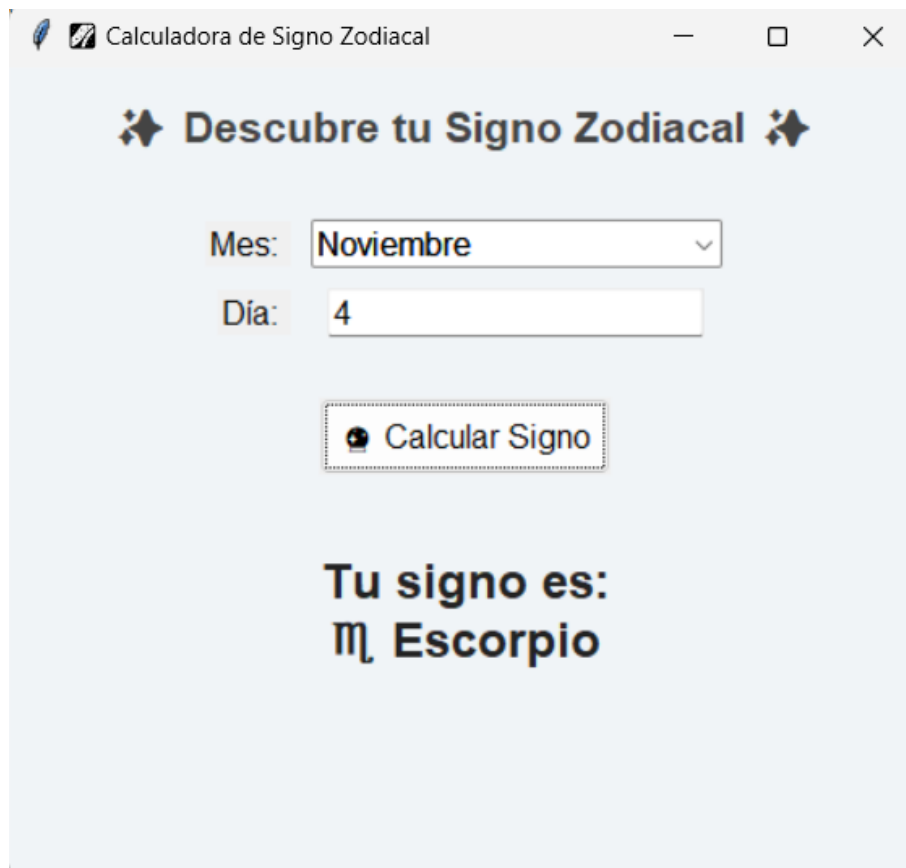 Calculadora de Signo Zodiacal
✨ Descubre tu Signo Zodiacal ✨
Mes: Noviembre
Día: 4
🔮 Calcular Signo
Tu signo es:
♏ Escorpio